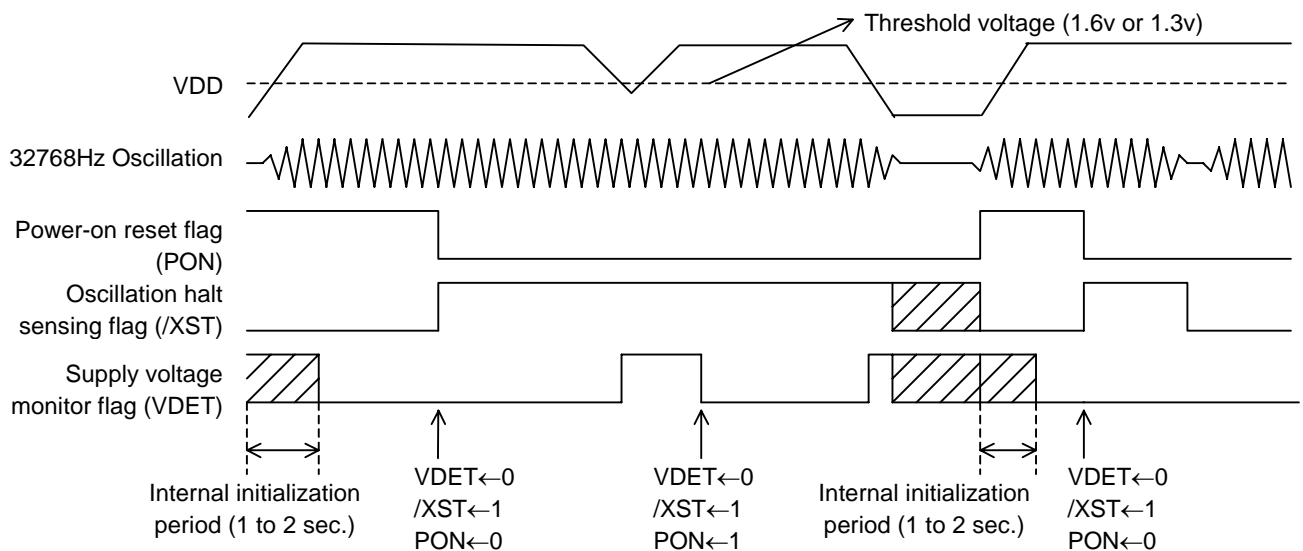 Threshold voltage (1.6v or 1.3v)
VDD
32768Hz Oscillation
Power-on reset flag
(PON)
Oscillation halt
sensing flag (/XST)
Supply voltage
monitor flag (VDET)
Internal initialization
period (1 to 2 sec.)
VDET←0
/XST←1
PON←0
VDET←0
/XST←1
PON←1
Internal initialization
period (1 to 2 sec.)
VDET←0
/XST←1
PON←0